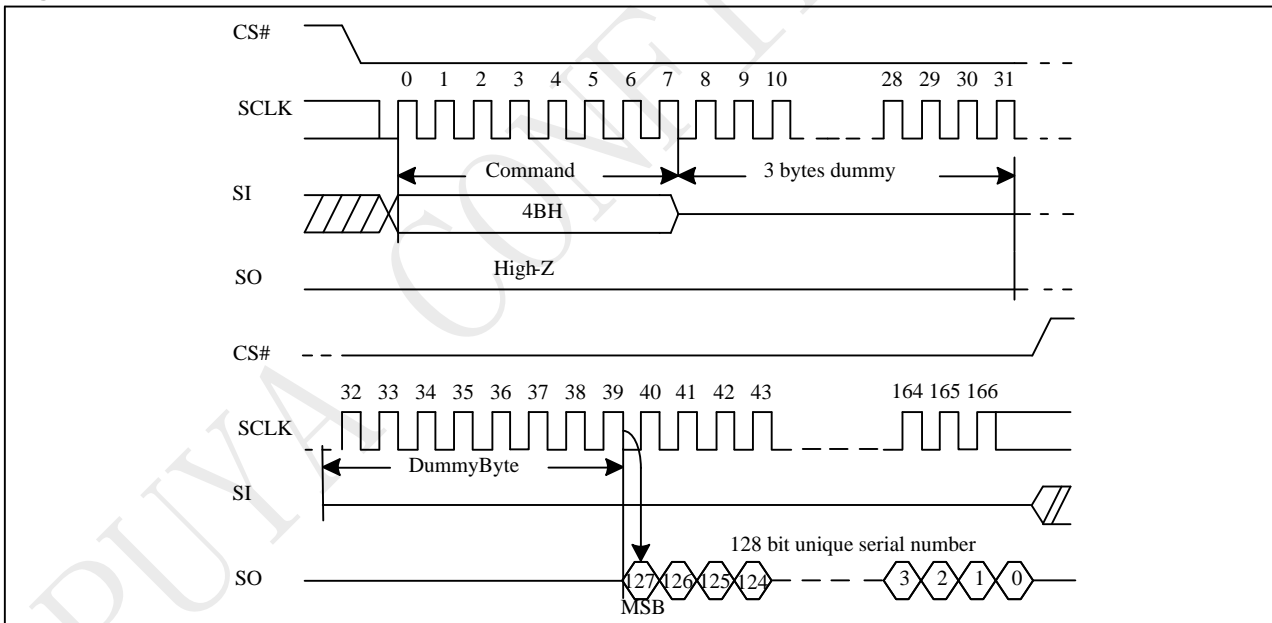 CS#
0 1 2 3 4 5 6 7 8 9 10 28 29 30 31
SCLK
Command 3 bytes dummy
SI
4BH
High-Z
SO
CS#
32 33 34 35 36 37 38 39 40 41 42 43 164 165 166
SCLK
DummyByte
SI
128 bit unique serial number
SO
127 126 125 124 3 2 1 0
MSB
PUYA